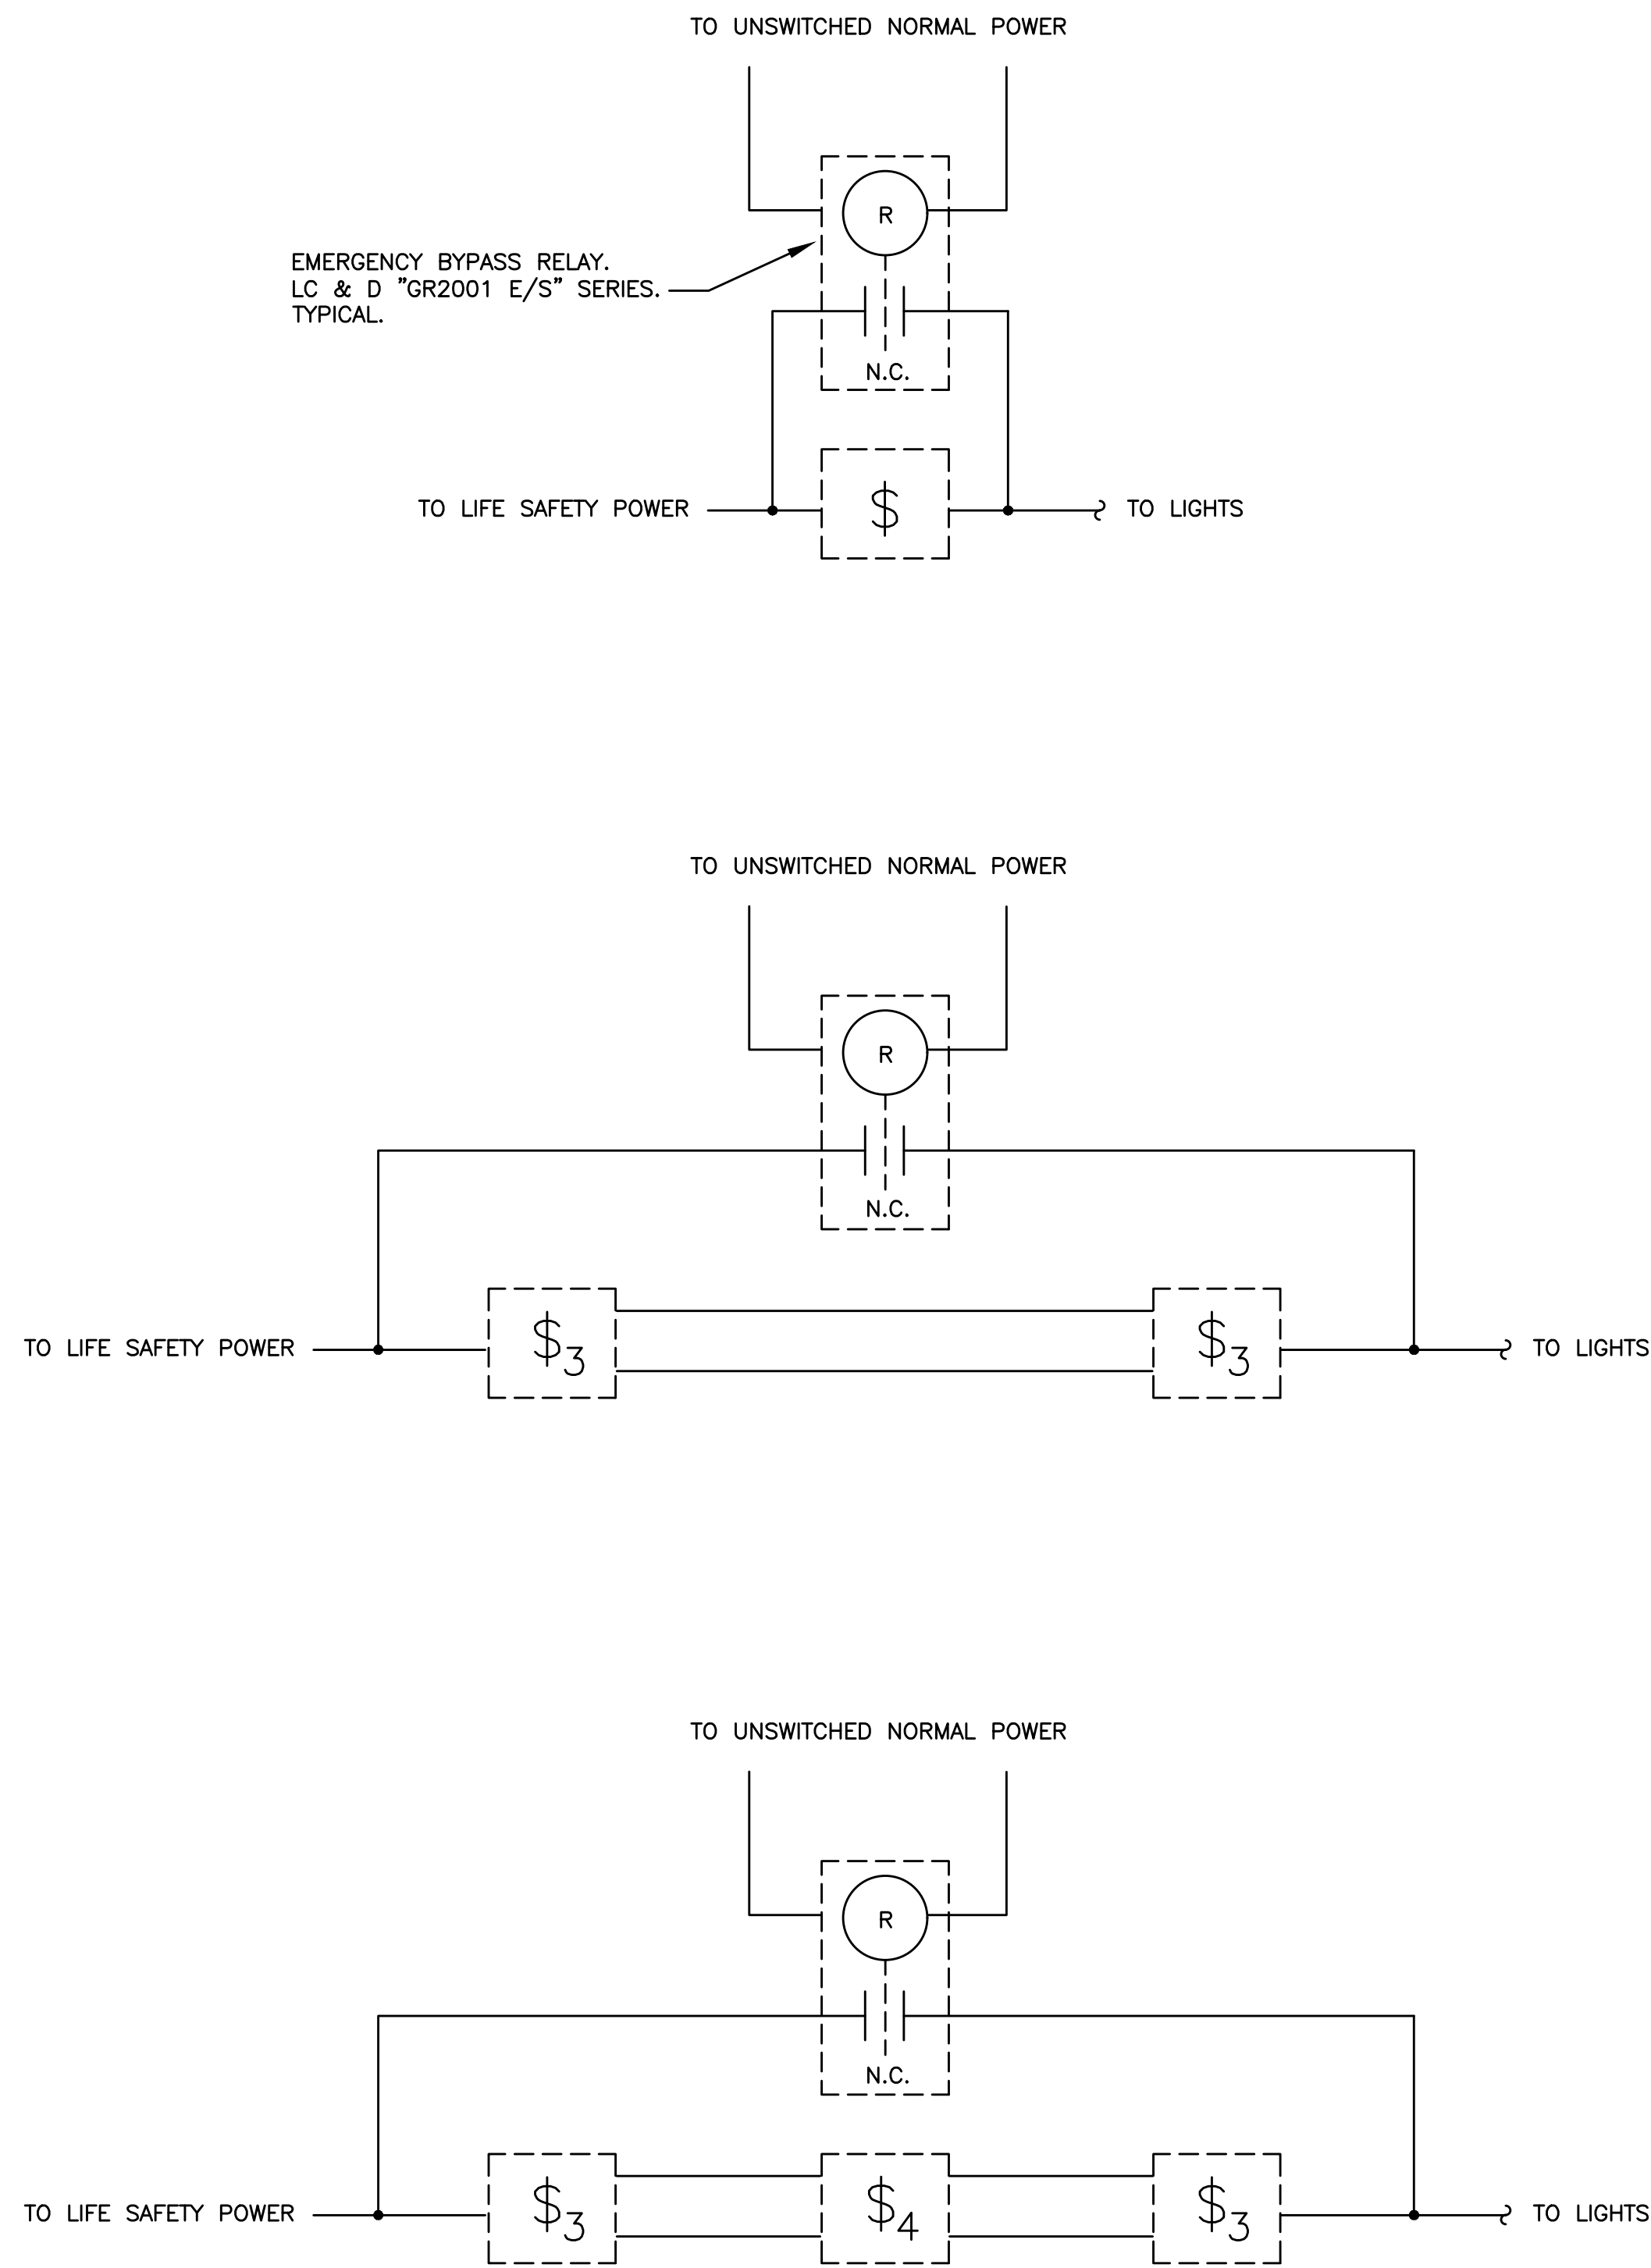 TO UNSWITCHED NORMAL POWER
R
EMERGENCY BYPASS RELAY.
LC & D "GR2001 E/S" SERIES.
TYPICAL.
N.C.
TO LIFE SAFETY POWER $ TO LIGHTS
TO UNSWITCHED NORMAL POWER
R
N.C.
TO LIFE SAFETY POWER $3 $3 TO LIGHTS
TO UNSWITCHED NORMAL POWER
R
N.C.
TO LIFE SAFETY POWER $3 $4 $3 TO LIGHTS